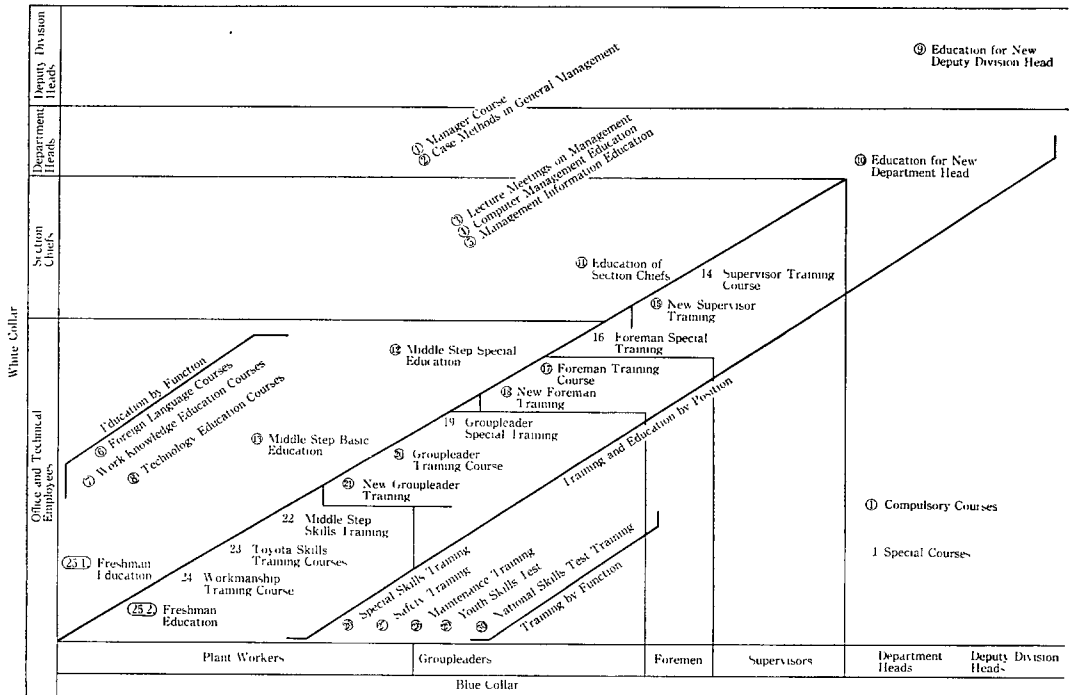 Deputy Division
Heads
Department
Heads
Section
Chiefs
White Collar
Office and Technical
Employees
⑨ Education for New
Deputy Division Head
① Manager Course
② Case Methods in General Management
③ Lecture Meetings on Management
④ Computer Management Education
⑤ Management Information Education
⑩ Education for New
Department Head
⑪ Education of
Section Chiefs
14 Supervisor Training
Course
⑮ New Supervisor
Training
16 Foreman Special
Training
⑫ Middle Step Special
Education
⑰ Foreman Training
Course
⑱ New Foreman
Training
Education by Function
⑥ Foreign Language Courses
⑦ Work Knowledge Education Courses
⑧ Technology Education Courses
⑬ Middle Step Basic
Education
19 Groupleader
Special Training
Groupleader
Training Course
㉑ New Groupleader
Training
Training and Education by Position
22 Middle Step
Skills Training
23 Toyota Skills
Training Courses
24 Workmanship
Training Course
25 1 Freshman
Education
25 2 Freshman
Education
Special Skills Training
Safety Training
Maintenance Training
Youth Skills Test
National Skills Test Training
Training by Function
① Compulsory Courses
1 Special Courses
Plant Workers
Groupleaders
Foremen
Supervisors
Department
Heads
Deputy Division
Heads
Blue Collar